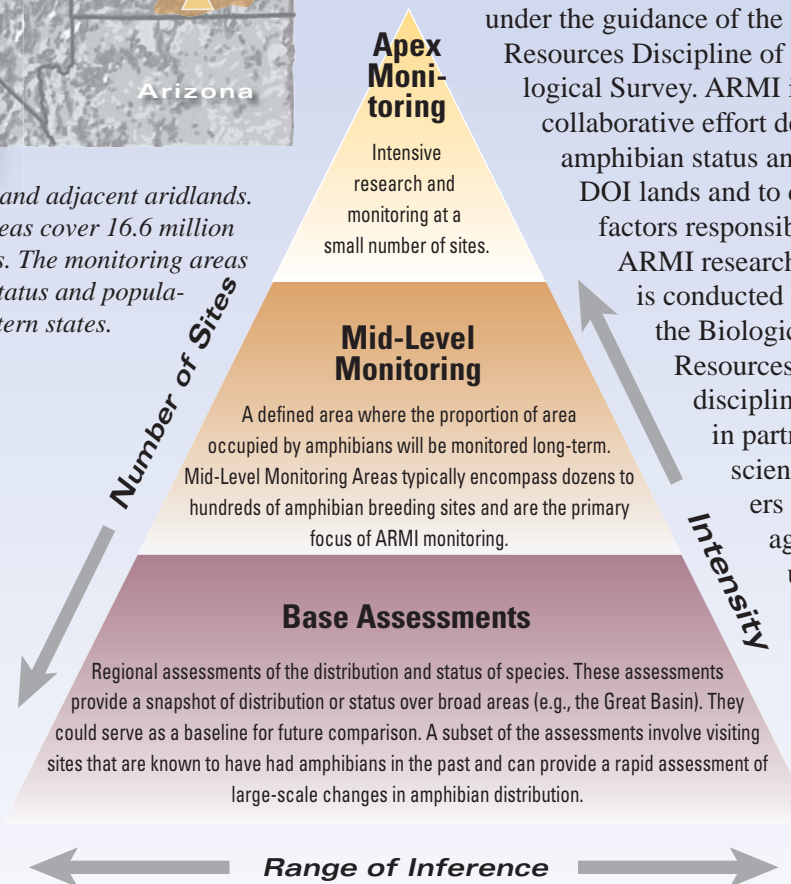 Arizona
and adjacent aridlands.
eas cover 16.6 million
s. The monitoring areas
tatus and popula-
tern states.
under the guidance of the
Resources Discipline of
logical Survey. ARMI i
collaborative effort de
amphibian status an
DOI lands and to
factors responsib
ARMI research
is conducted
the Biologic
Resources
disciplin
in partn
scien
ers
ag
u
Apex
Moni-
toring
Intensive
research and
monitoring at a
small number of sites.
Number of Sites
Mid-Level
Monitoring
A defined area where the proportion of area
occupied by amphibians will be monitored long-term.
Mid-Level Monitoring Areas typically encompass dozens to
hundreds of amphibian breeding sites and are the primary
focus of ARMI monitoring.
Intensity
Base Assessments
Regional assessments of the distribution and status of species. These assessments
provide a snapshot of distribution or status over broad areas (e.g., the Great Basin). They
could serve as a baseline for future comparison. A subset of the assessments involve visiting
sites that are known to have had amphibians in the past and can provide a rapid assessment of
large-scale changes in amphibian distribution.
Range of Inference